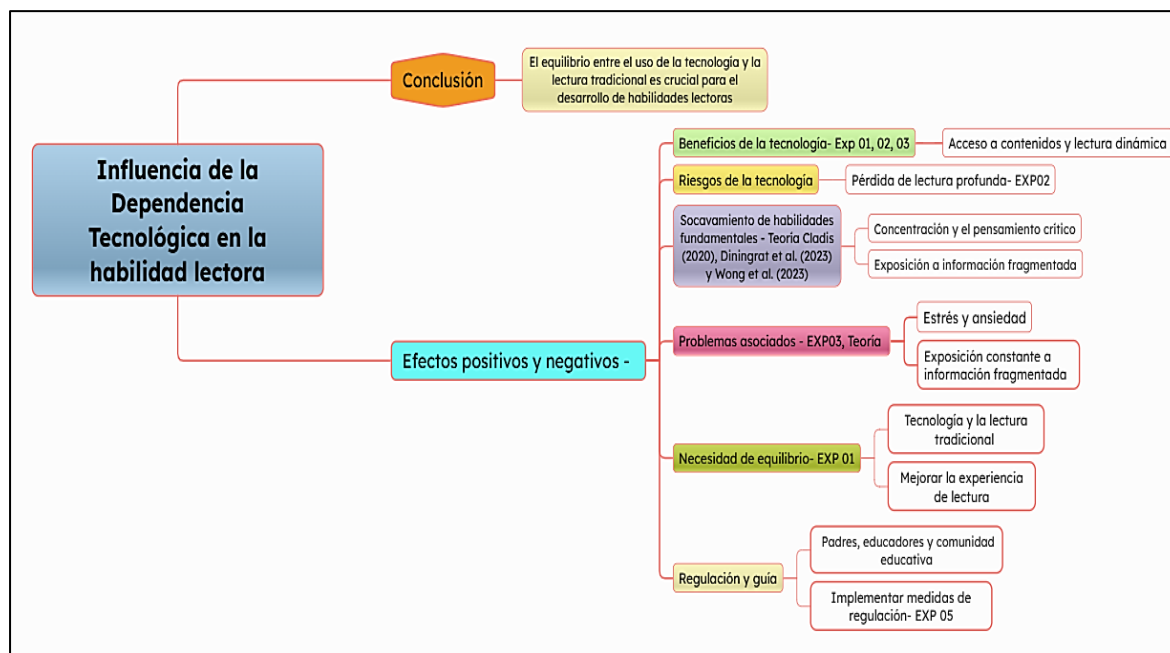 Influencia de la
Dependencia
Tecnológica en la
habilidad lectora
Conclusión
El equilibrio entre el uso de la tecnología y la
lectura tradicional es crucial para el
desarrollo de habilidades lectoras
Efectos positivos y negativos -
Beneficios de la tecnología- Exp 01, 02, 03
Acceso a contenidos y lectura dinámica
Riesgos de la tecnología
Pérdida de lectura profunda- EXP02
Socavamiento de habilidades
fundamentales - Teoría Cladis
(2020), Diningrat et al. (2023)
y Wong et al. (2023)
Concentración y el pensamiento crítico
Exposición a información fragmentada
Problemas asociados - EXP03, Teoría
Estrés y ansiedad
Exposición constante a
información fragmentada
Necesidad de equilibrio- EXP 01
Tecnología y la lectura
tradicional
Mejorar la experiencia
de lectura
Regulación y guía
Padres, educadores y comunidad
educativa
Implementar medidas de
regulación- EXP 05